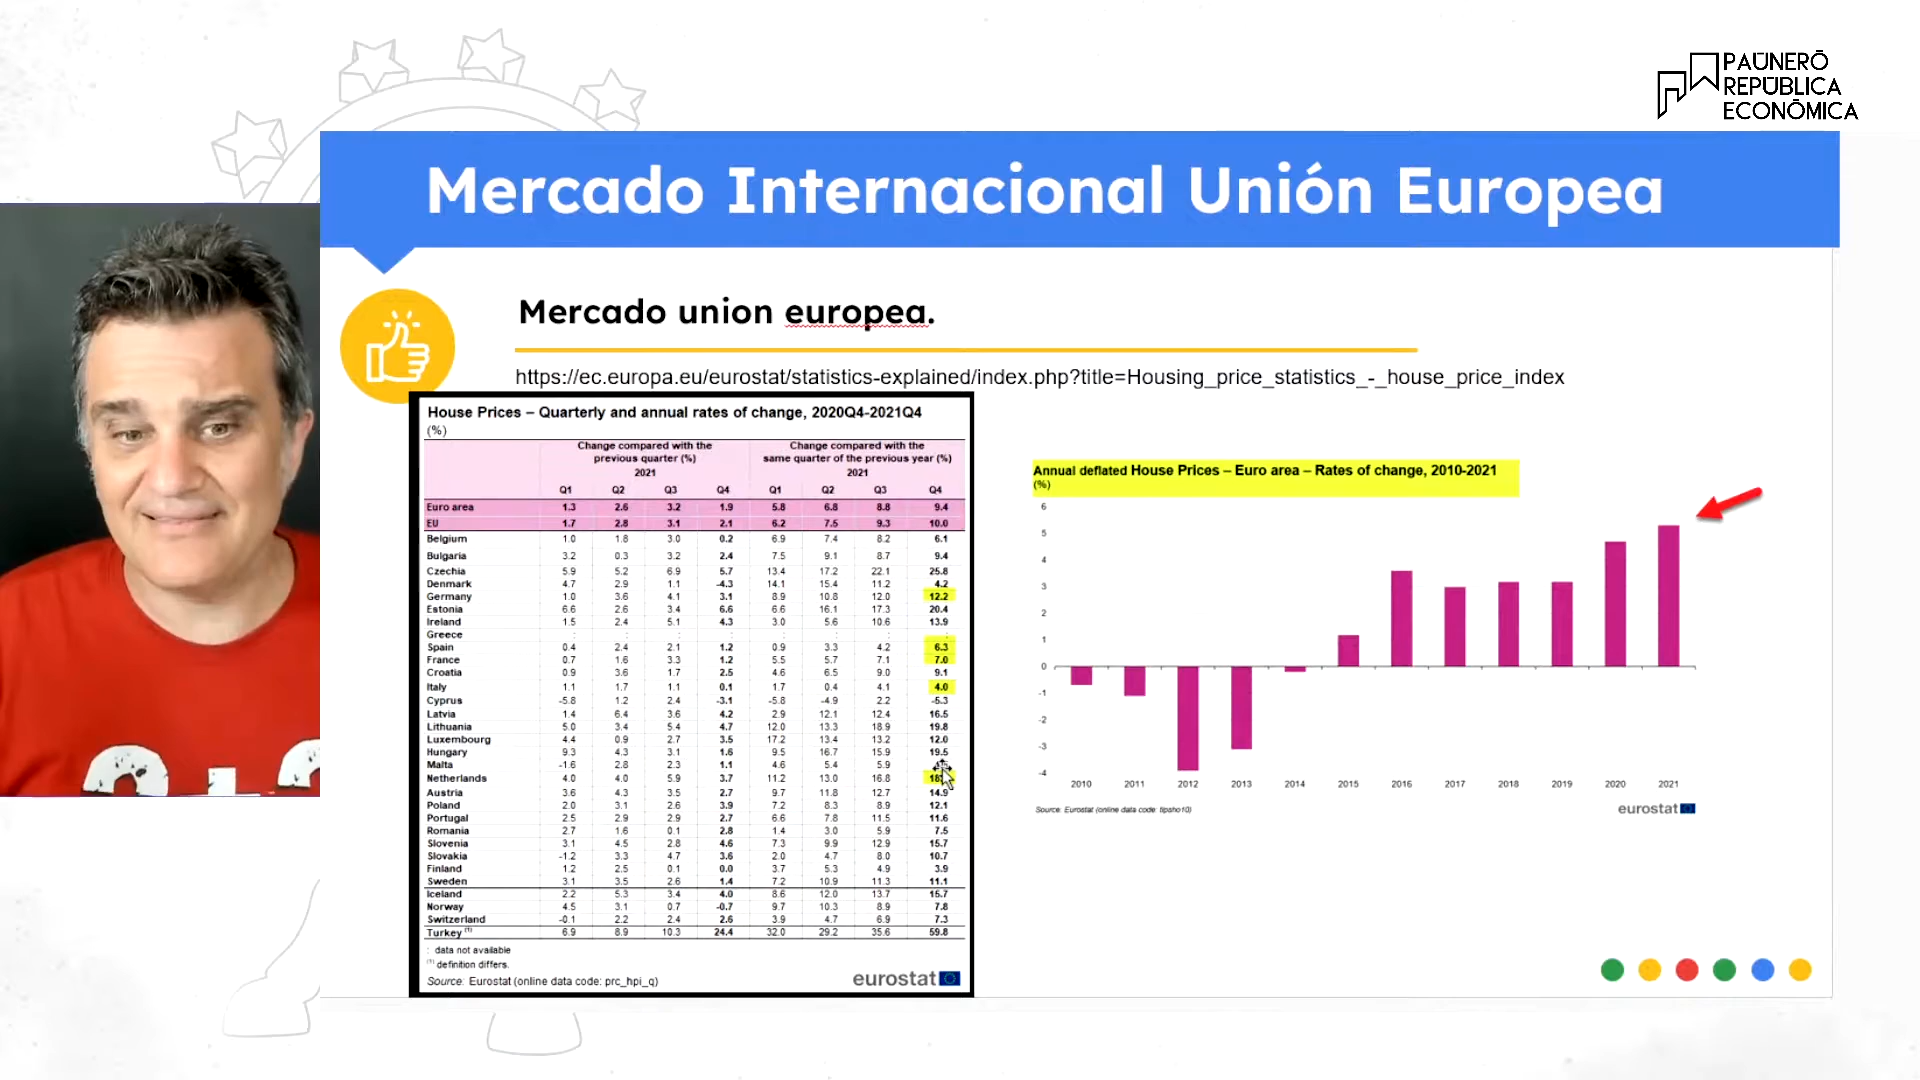 PAÜNERŌ
REPÜBLICA
ECONŌMICA
Mercado Internacional Unión Europea
Mercado union europea.
https://ec.europa.eu/eurostat/statistics-explained/index.php?title=Housing_price_statistics_-_house_price_index
House Prices – Quarterly and annual rates of change, 2020Q4-2021Q4
(%)
Change compared with the previous quarter (%) Change compared with the same quarter of the previous year (%)
2021 2021
Q1 Q2 Q3 Q4 Q1 Q2 Q3 Q4
Euro area 1.3 2.6 3.2 1.9 5.8 6.8 8.8 9.4
EU 1.7 2.8 3.1 2.1 6.2 7.5 9.3 10.0
Belgium 1.0 1.8 3.0 0.2 6.9 7.4 8.2 6.1
Bulgaria 3.2 0.3 3.2 2.4 7.5 9.1 8.7 9.4
Czechia 5.9 5.2 6.9 5.7 13.4 17.2 22.1 25.8
Denmark 4.7 2.9 1.1 -4.3 14.1 15.4 11.2 4.2
Germany 1.0 3.6 4.1 3.1 8.9 10.8 12.0 12.2
Estonia 6.6 2.6 3.4 6.6 6.6 16.1 17.3 20.4
Ireland 1.5 2.4 5.1 4.3 3.0 5.6 10.6 13.9
Greece : : : : : : : :
Spain 0.4 2.4 2.1 1.2 0.9 3.3 4.2 6.3
France 0.7 1.6 3.3 1.2 5.5 5.7 7.1 7.0
Croatia 0.9 3.6 1.7 2.5 4.6 6.5 9.0 9.1
Italy 1.1 1.7 1.1 0.1 1.7 0.4 4.1 4.0
Cyprus -5.8 1.2 2.4 -3.1 -5.8 -4.9 2.2 -5.3
Latvia 1.4 6.4 3.6 4.2 2.9 12.1 12.4 16.5
Lithuania 5.0 3.4 5.4 4.7 12.0 13.3 18.9 19.8
Luxembourg 4.4 0.9 2.7 3.5 17.2 13.4 13.2 12.0
Hungary 9.3 4.3 3.1 1.6 9.5 16.7 15.9 19.5
Malta -1.6 2.8 2.3 1.1 4.6 5.4 5.9
Netherlands 4.0 4.0 5.9 3.7 11.2 13.0 16.8
Austria 3.6 4.3 3.5 2.7 9.7 11.8 12.7 14.9
Poland 2.0 3.1 2.6 3.9 7.2 8.3 8.9 12.1
Portugal 2.5 2.9 2.9 2.7 6.6 7.8 11.5 11.6
Romania 2.7 1.6 0.1 2.8 1.4 3.0 5.9 7.5
Slovenia 3.1 4.5 2.8 4.6 7.3 9.9 12.9 15.7
Slovakia -1.2 3.3 4.7 3.6 2.0 4.7 8.0 10.7
Finland 1.2 2.5 0.1 0.0 3.7 5.3 4.9 3.9
Sweden 3.1 3.5 2.6 1.4 7.2 10.9 11.3 11.1
Iceland 2.2 5.3 3.4 4.0 8.6 12.0 13.7 15.7
Norway 4.5 3.1 0.7 -0.7 9.7 10.3 8.9 7.8
Switzerland -0.1 2.2 2.4 2.6 3.9 4.7 6.9 7.3
Turkey (1) 6.9 8.9 10.3 24.4 32.0 29.2 35.6 59.8
: data not available
(1) definition differs.
Source: Eurostat (online data code: prc_hpi_q)
eurostat
Annual deflated House Prices – Euro area – Rates of change, 2010-2021
(%)
6
5
4
3
2
1
0
-1
-2
-3
-4
2010 2011 2012 2013 2014 2015 2016 2017 2018 2019 2020 2021
Source: Eurostat (online data code: tipsho10)
eurostat